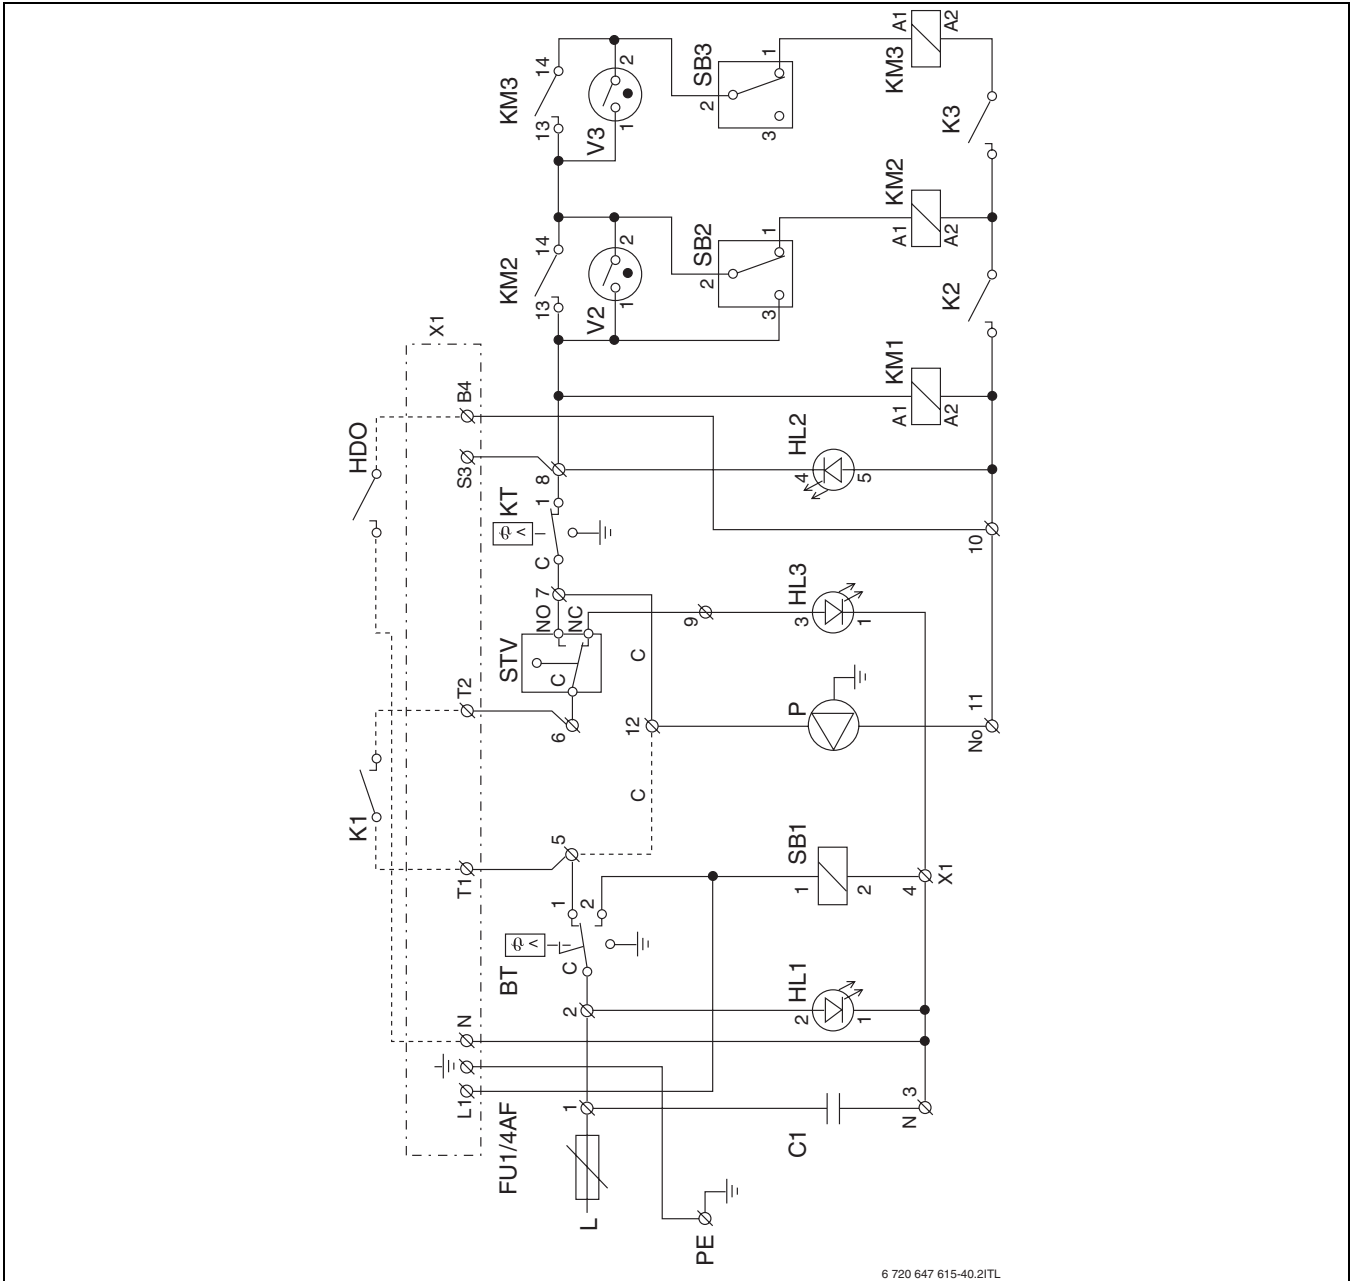 KM3
13
14
V3
1
2
SB3
2
1
3
KM3
A1
A2
K3
KM2
13
14
V2
1
2
SB2
2
1
3
KM2
A1
A2
K2
X1
KM1
A1
A2
HDO
B4
S3
8
HL2
4
5
KT
C
1
ϑ
10
7
NO
NC
STV
C
9
HL3
3
1
T2
6
C
12
P
No 11
K1
T1
5
C
SB1
1
2
4
X1
BT
C
1
2
ϑ
HL1
2
1
2
N
L1
FU1/4AF
1
C1
N 3
L
PE
6 720 647 615-40.2ITL